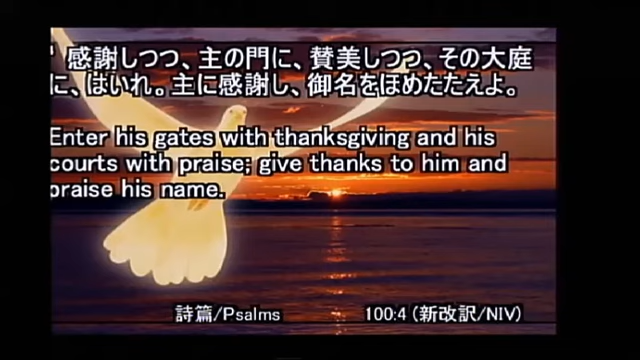 感謝しつつ、主の門に、賛美しつつ、その大庭
に、はいれ。主に感謝し、御名をほめたたえよ。
Enter his gates with thanksgiving and his
courts with praise; give thanks to him and
praise his name.
詩篇/Psalms 100:4 (新改訳/NIV)